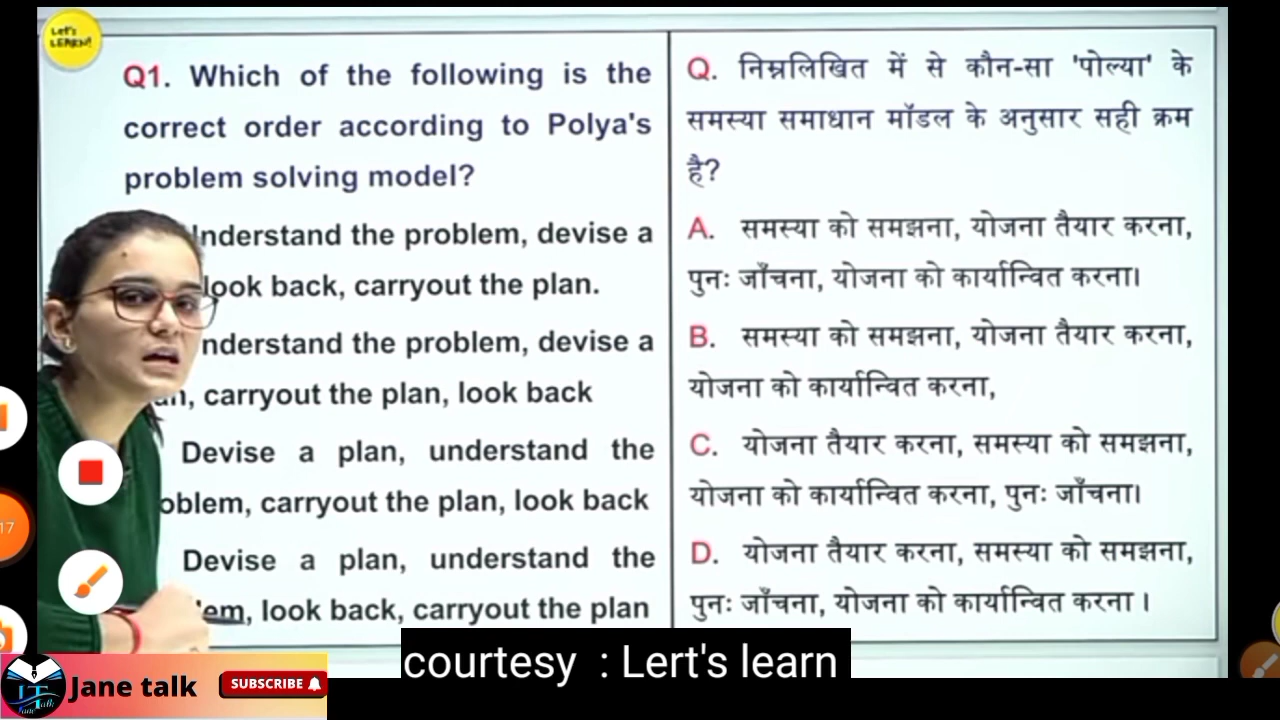 Let's
LEARN!
Q1. Which of the following is the
correct order according to Polya's
problem solving model?
the problem, devise a
look back, carryout the plan.
the problem, devise a
carryout the plan, look back
Devise a plan, understand the
carryout the plan, look back
Devise a plan, understand the
look back, carryout the plan
Q. निम्नलिखित में से कौन-सा 'पोल्या' के
समस्या समाधान मॉडल के अनुसार सही क्रम
है?
A. समस्या को समझना, योजना तैयार करना,
पुनः जाँचना, योजना को कार्यान्वित करना।
B. समस्या को समझना, योजना तैयार करना,
योजना को कार्यान्वित करना,
C. योजना तैयार करना, समस्या को समझना,
योजना को कार्यान्वित करना, पुनः जाँचना।
D. योजना तैयार करना, समस्या को समझना,
पुनः जाँचना, योजना को कार्यान्वित करना ।
17
courtesy : Lert's learn
Jane talk
SUBSCRIBE